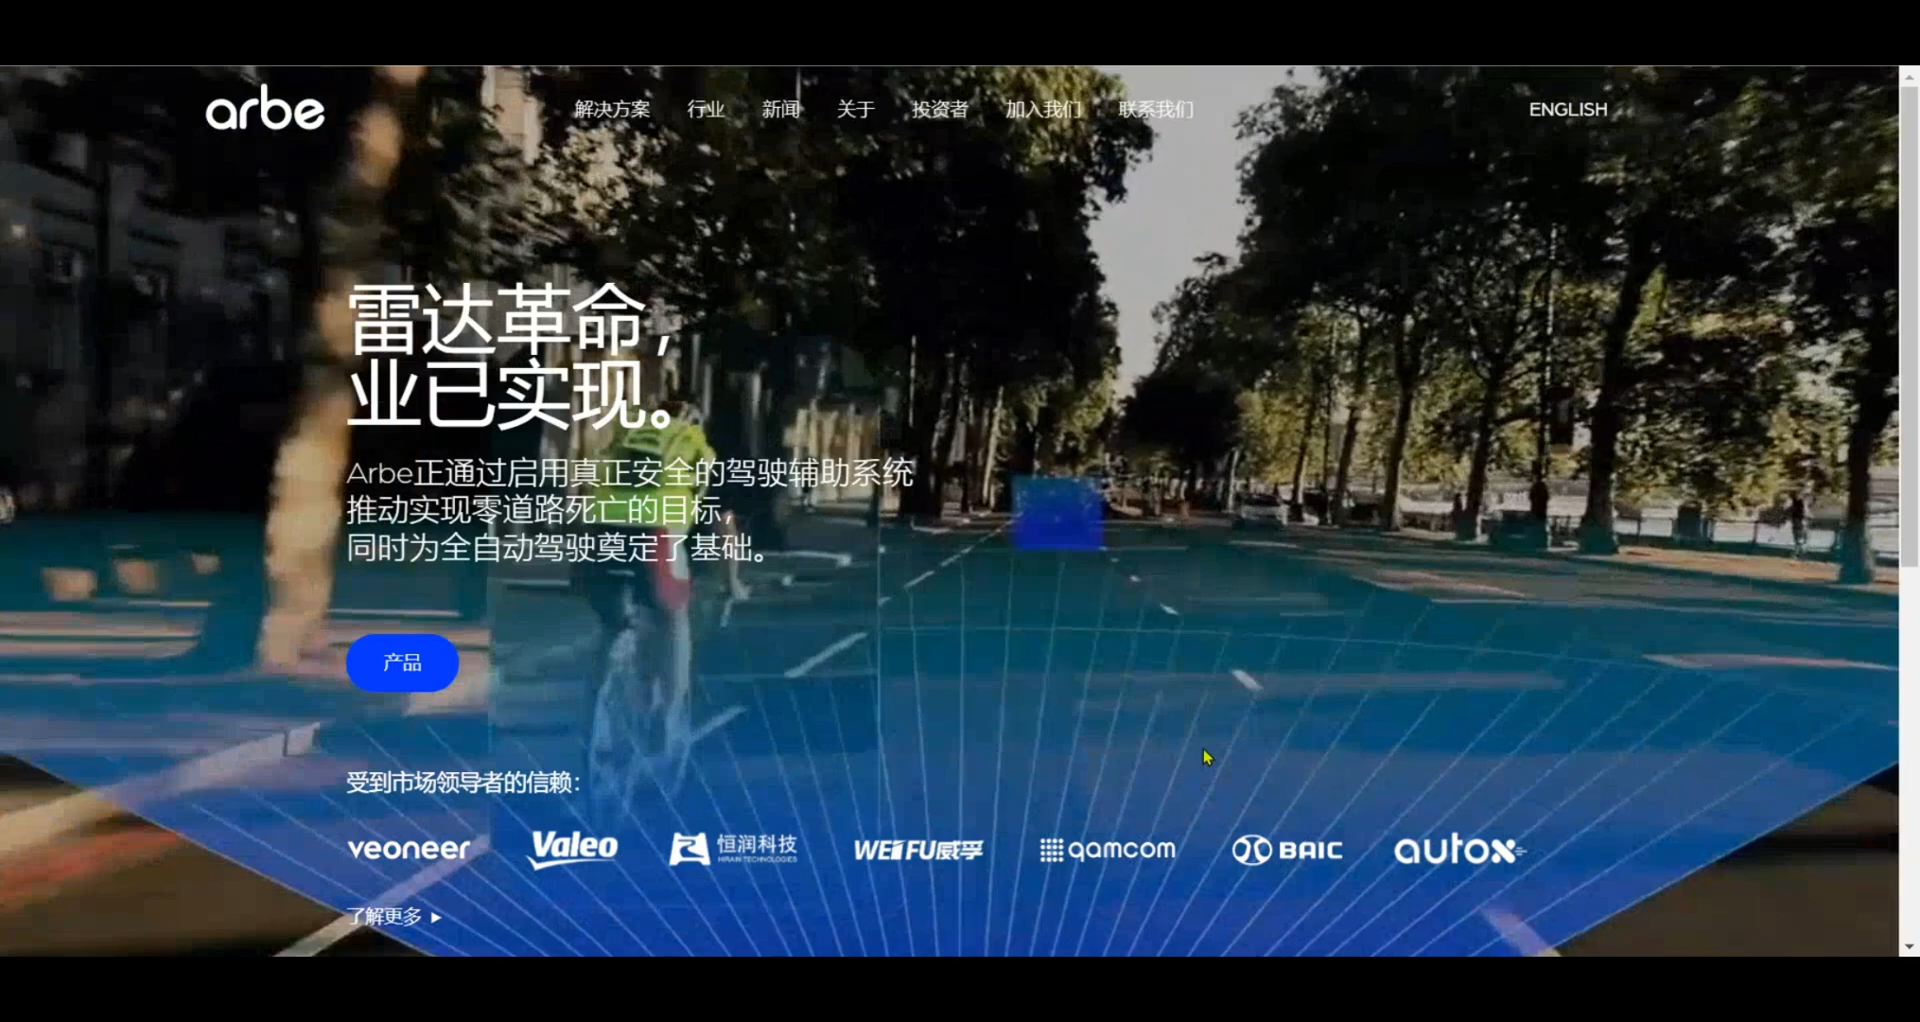 arbe
解决方案 行业 新闻 关于 投资者 加入我们 联系我们 ENGLISH
雷达革命，
业已实现。
Arbe正通过启用真正安全的驾驶辅助系统
推动实现零道路死亡的目标，
同时为全自动驾驶奠定了基础。
产品
受到市场领导者的信赖：
veoneer Valeo 恒润科技 HIRAIN TECHNOLOGIES WEIFU威孚 qamcom BAIC autox
了解更多